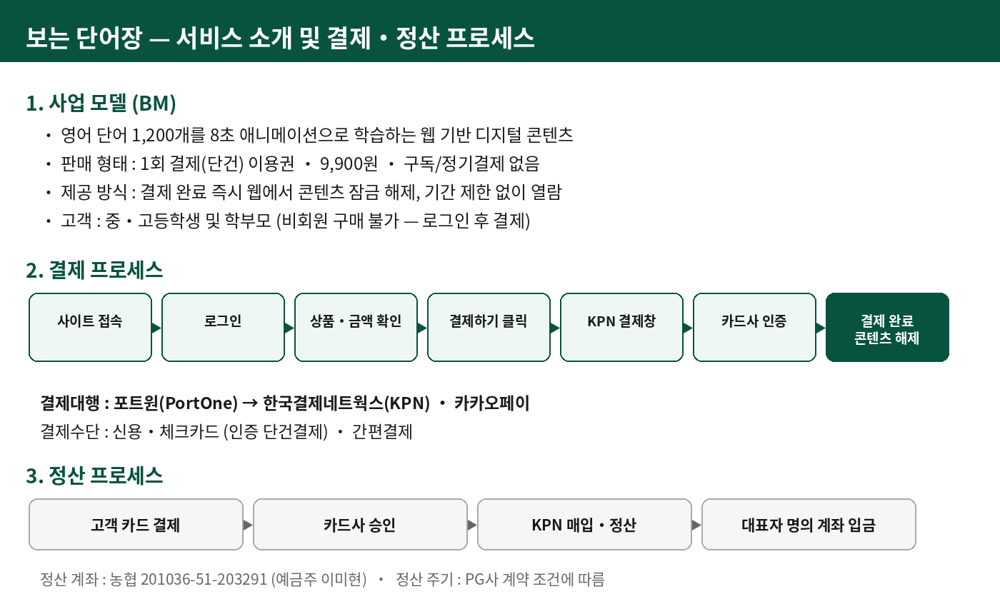 보는 단어장 — 서비스 소개 및 결제・정산 프로세스
1. 사업 모델 (BM)
・ 영어 단어 1,200개를 8초 애니메이션으로 학습하는 웹 기반 디지털 콘텐츠
・ 판매 형태 : 1회 결제(단건) 이용권 ・ 9,900원 ・ 구독/정기결제 없음
・ 제공 방식 : 결제 완료 즉시 웹에서 콘텐츠 잠금 해제, 기간 제한 없이 열람
・ 고객 : 중・고등학생 및 학부모 (비회원 구매 불가 — 로그인 후 결제)
2. 결제 프로세스
사이트 접속
로그인
상품・금액 확인
결제하기 클릭
KPN 결제창
카드사 인증
결제 완료
콘텐츠 해제
결제대행 : 포트원(PortOne) → 한국결제네트웍스(KPN) ・ 카카오페이
결제수단 : 신용・체크카드 (인증 단건결제) ・ 간편결제
3. 정산 프로세스
고객 카드 결제
카드사 승인
KPN 매입・정산
대표자 명의 계좌 입금
정산 계좌 : 농협 201036-51-203291 (예금주 이미현) ・ 정산 주기 : PG사 계약 조건에 따름